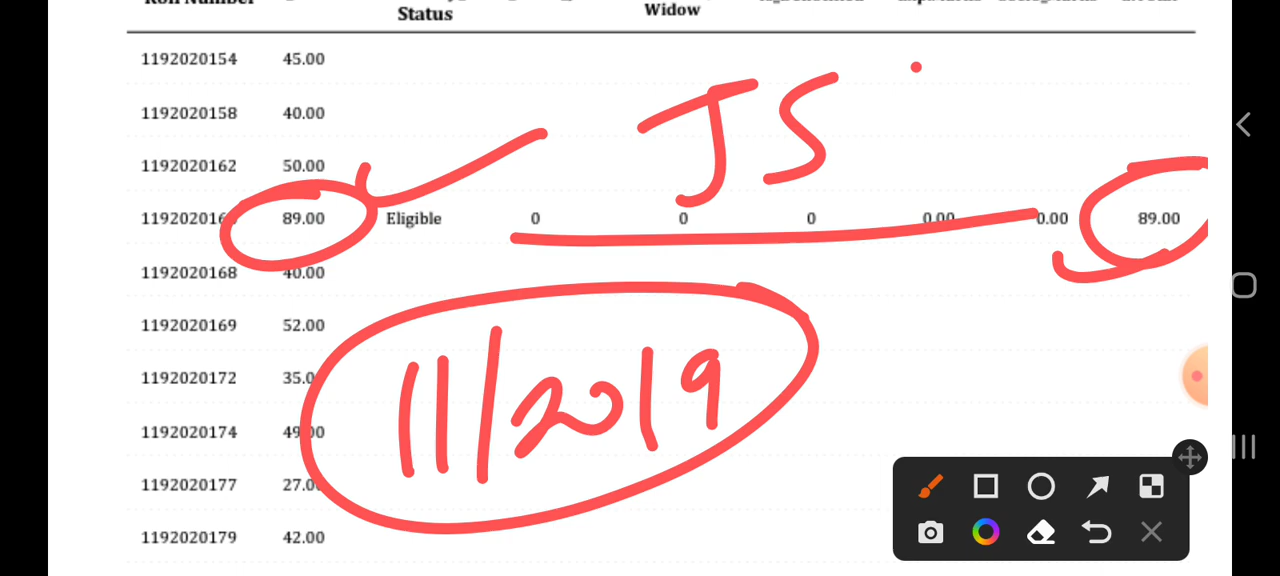 Roll Number
Status
Widow
1192020154 45.00
1192020158 40.00
1192020162 50.00
JS
89.00 Eligible 0 0 0 0.00 0.00 89.00
1192020168 40.00
1192020169 52.00
1192020172
11/2019
1192020174
1192020177
1192020179 42.00